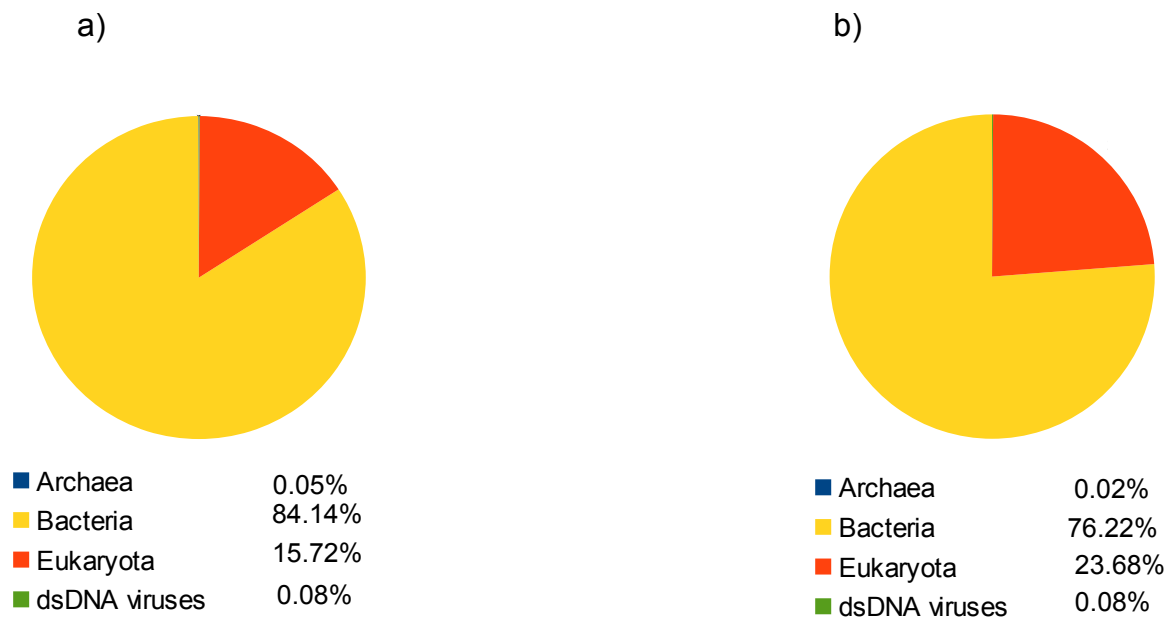 a)
Archaea 0.05%
Bacteria 84.14%
Eukaryota 15.72%
dsDNA viruses 0.08%
b)
Archaea 0.02%
Bacteria 76.22%
Eukaryota 23.68%
dsDNA viruses 0.08%